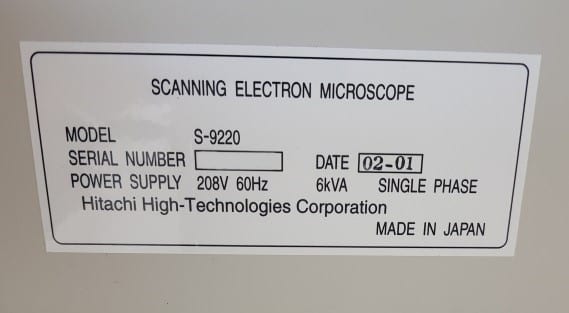 SCANNING ELECTRON MICROSCOPE
MODEL S-9220
SERIAL NUMBER DATE 02-01
POWER SUPPLY 208V 60Hz 6kVA SINGLE PHASE
Hitachi High-Technologies Corporation
MADE IN JAPAN